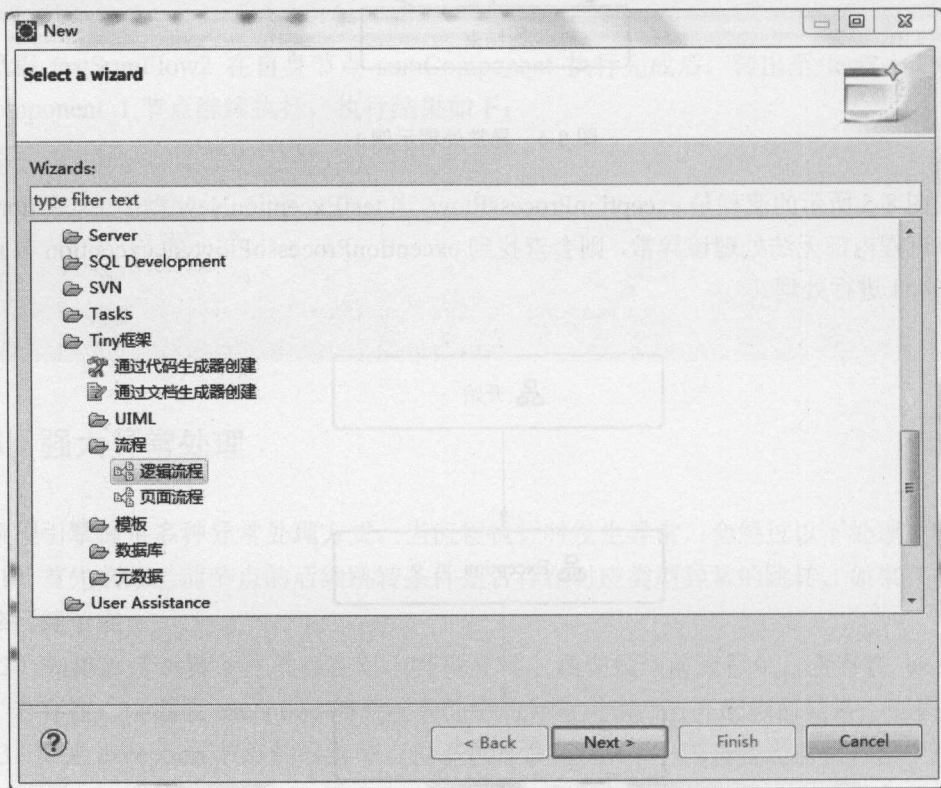 New
Select a wizard
Wizards:
type filter text
Server
SQL Development
SVN
Tasks
Tiny框架
通过代码生成器创建
通过文档生成器创建
UIML
流程
逻辑流程
页面流程
模板
数据库
元数据
User Assistance
< Back
Next >
Finish
Cancel